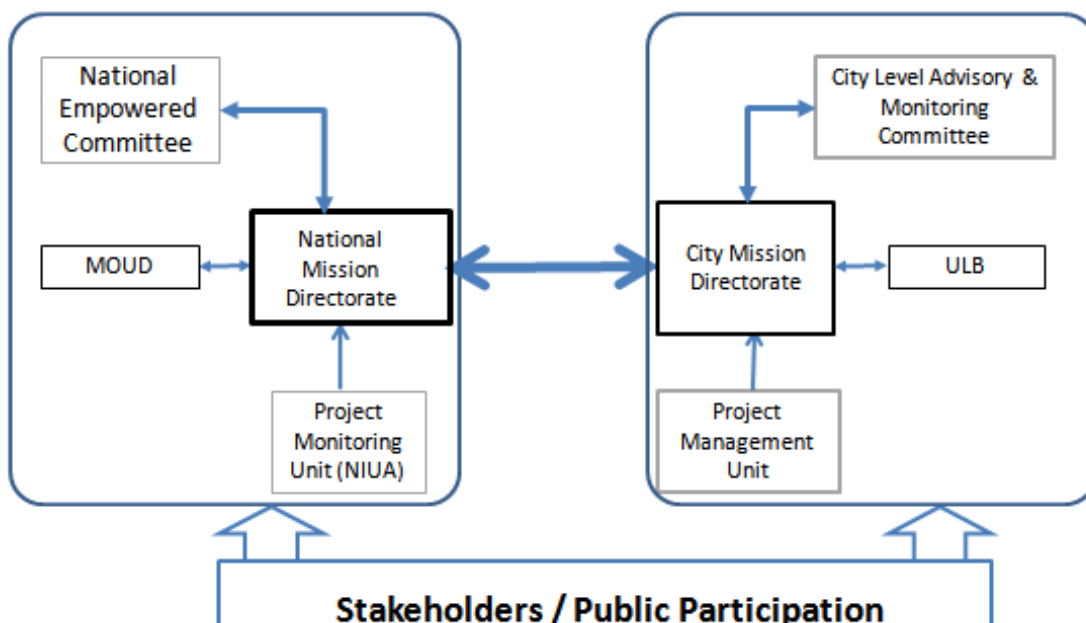 National
Empowered
Committee
MOUD
National
Mission
Directorate
Project
Monitoring
Unit (NIUA)
City Level Advisory &
Monitoring
Committee
City Mission
Directorate
ULB
Project
Management
Unit
Stakeholders / Public Participation